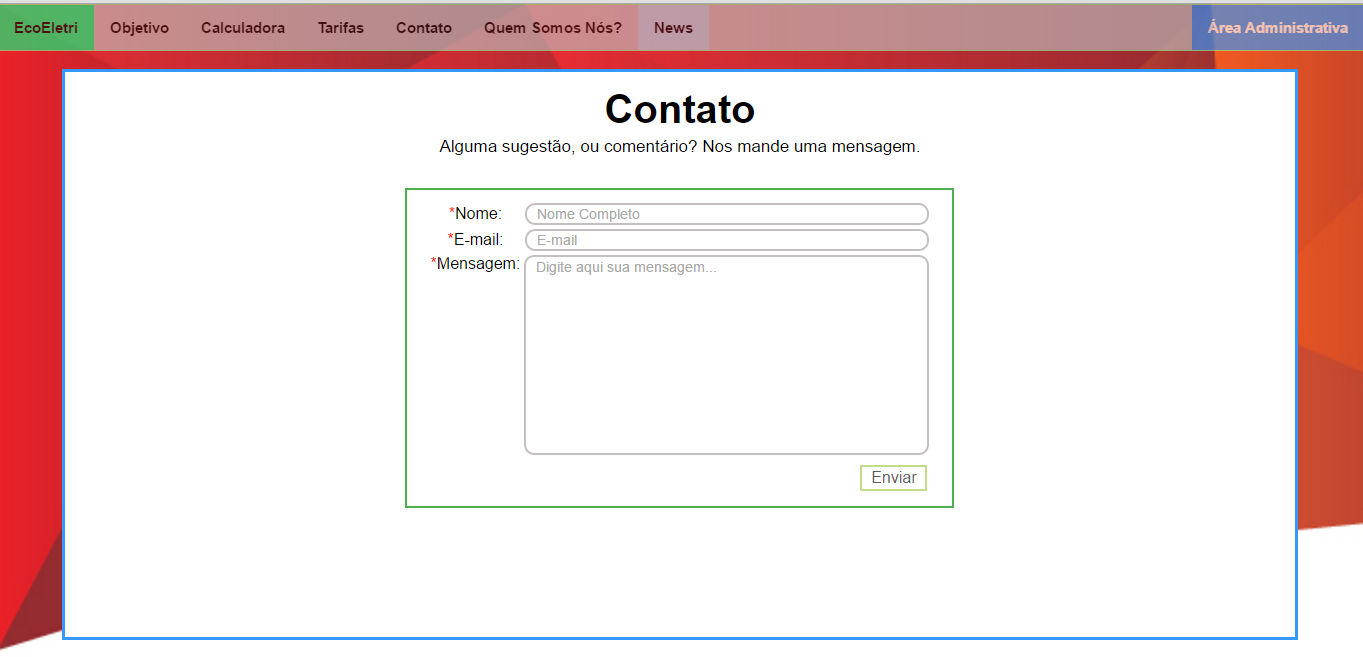 EcoEletri Objetivo Calculadora Tarifas Contato Quem Somos Nós? News Área Administrativa
Contato
Alguma sugestão, ou comentário? Nos mande uma mensagem.
*Nome: Nome Completo
*E-mail: E-mail
*Mensagem: Digite aqui sua mensagem...
Enviar